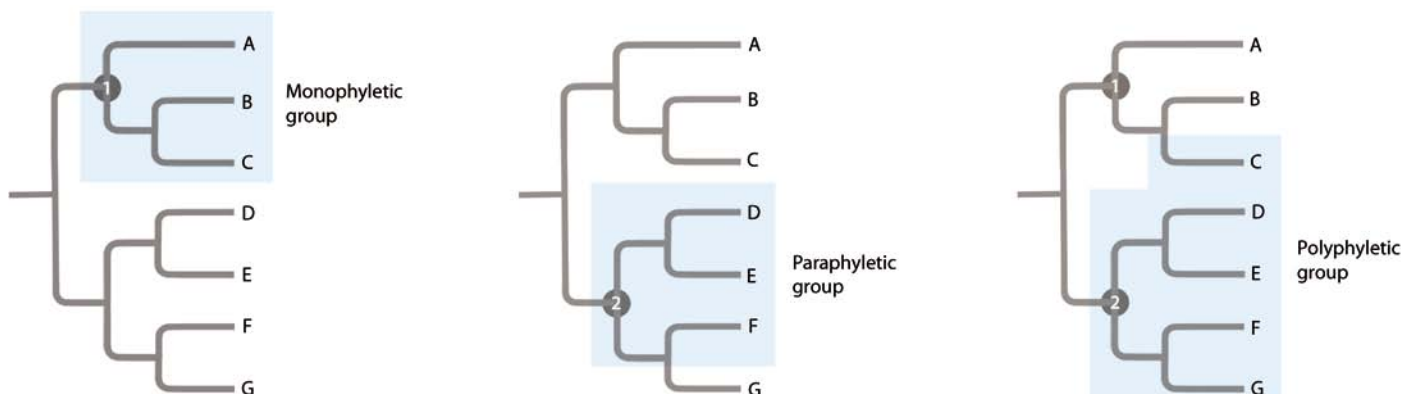 A
1
B
Monophyletic
group
C
D
E
F
G
A
B
C
D
E
Paraphyletic
group
2
F
G
A
1
B
C
D
E
Polyphyletic
group
2
F
G